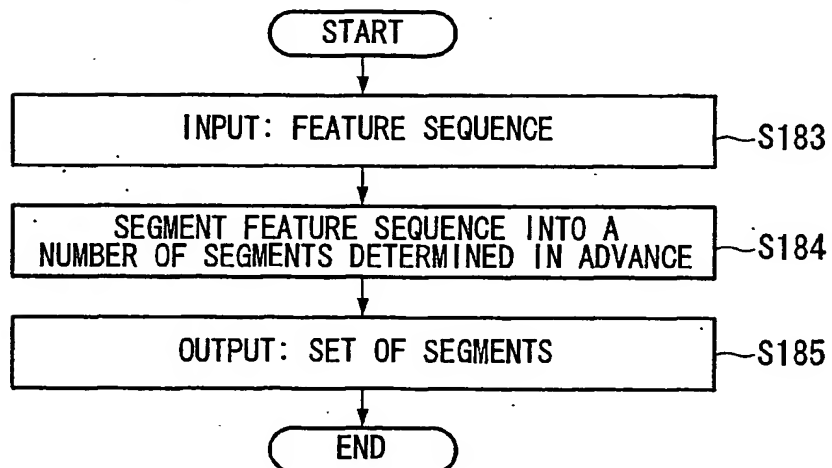 START
INPUT: FEATURE SEQUENCE
S183
SEGMENT FEATURE SEQUENCE INTO A
NUMBER OF SEGMENTS DETERMINED IN ADVANCE
S184
OUTPUT: SET OF SEGMENTS
S185
END